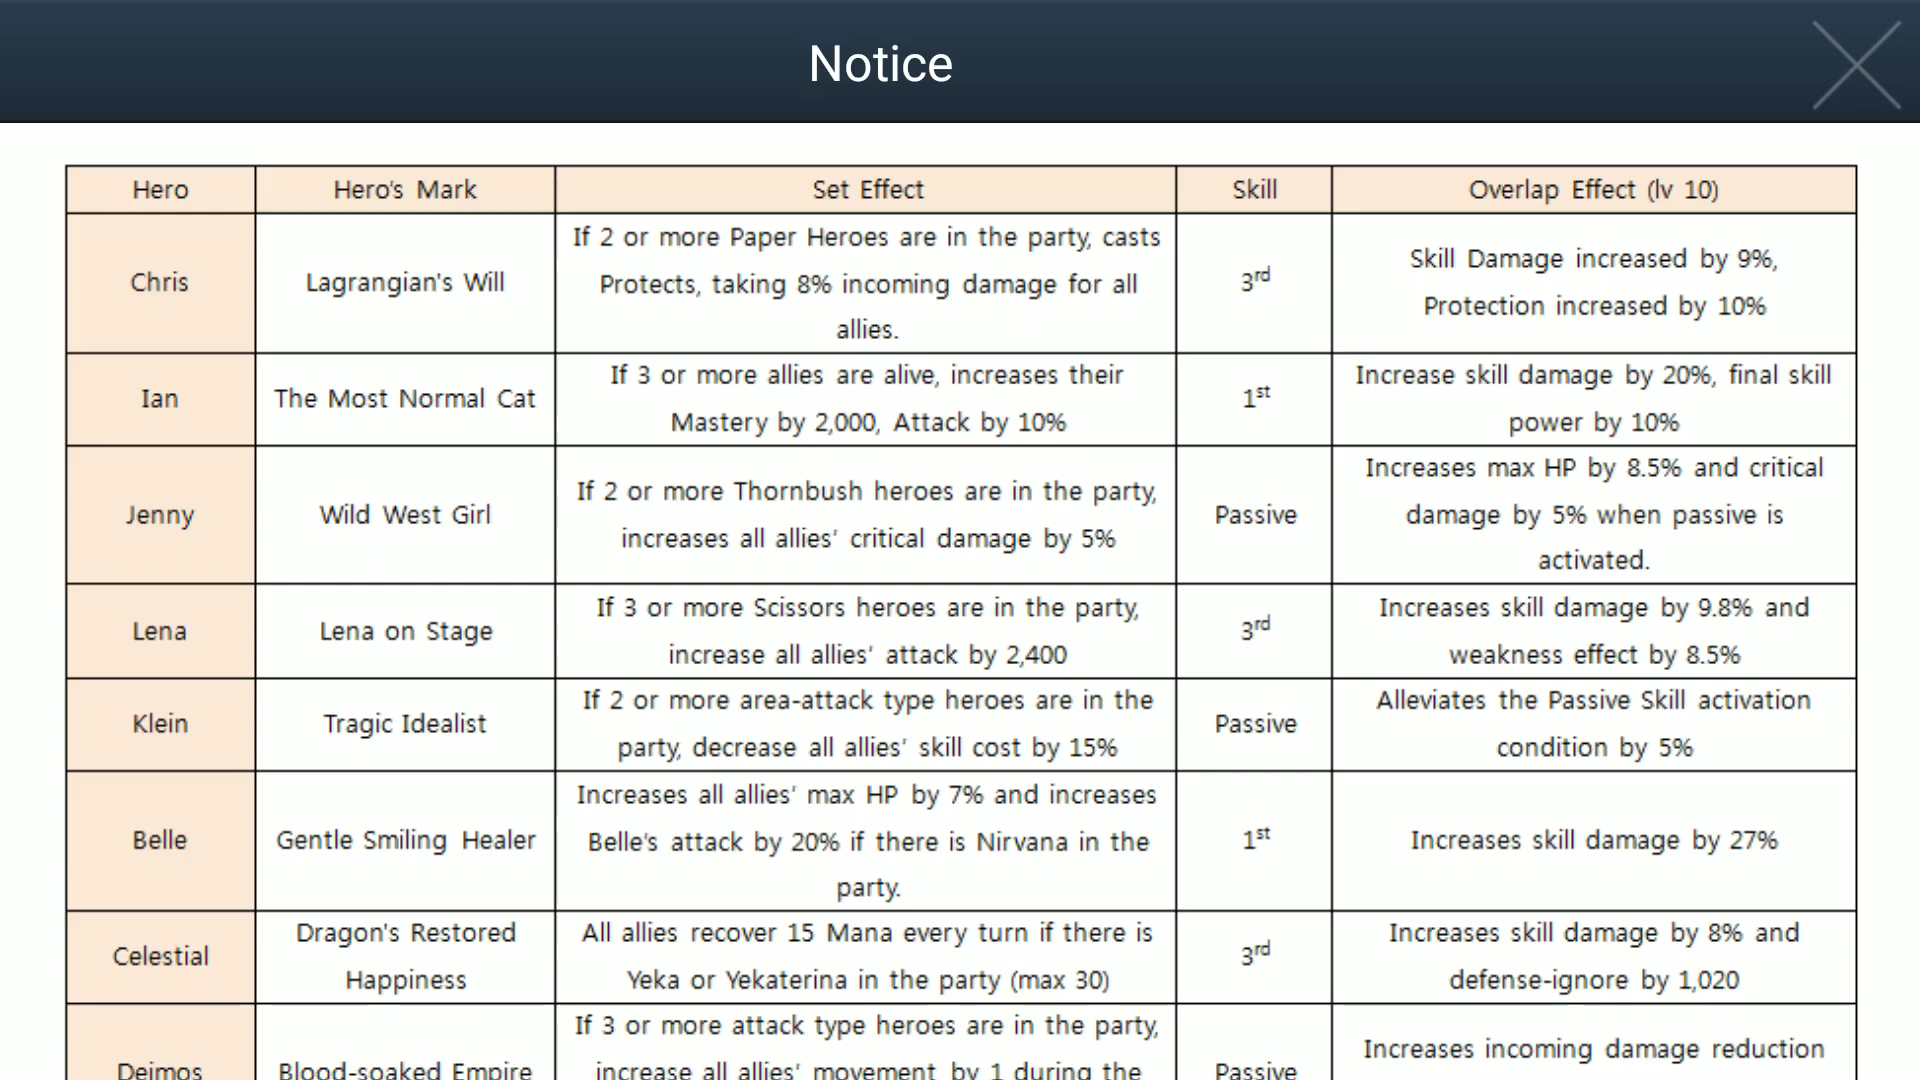 Notice
Hero Hero's Mark Set Effect Skill Overlap Effect (lv 10)
Chris
Lagrangian's Will
If 2 or more Paper Heroes are in the party, casts
Protects, taking 8% incoming damage for all
allies.
3rd
Skill Damage increased by 9%,
Protection increased by 10%
Ian
The Most Normal Cat
If 3 or more allies are alive, increases their
Mastery by 2,000, Attack by 10%
1st
Increase skill damage by 20%, final skill
power by 10%
Jenny
Wild West Girl
If 2 or more Thornbush heroes are in the party,
increases all allies' critical damage by 5%
Passive
Increases max HP by 8.5% and critical
damage by 5% when passive is
activated.
Lena
Lena on Stage
If 3 or more Scissors heroes are in the party,
increase all allies' attack by 2,400
3rd
Increases skill damage by 9.8% and
weakness effect by 8.5%
Klein
Tragic Idealist
If 2 or more area-attack type heroes are in the
party, decrease all allies' skill cost by 15%
Passive
Alleviates the Passive Skill activation
condition by 5%
Belle
Gentle Smiling Healer
Increases all allies' max HP by 7% and increases
Belle's attack by 20% if there is Nirvana in the
party.
1st
Increases skill damage by 27%
Celestial
Dragon's Restored
Happiness
All allies recover 15 Mana every turn if there is
Yeka or Yekaterina in the party (max 30)
3rd
Increases skill damage by 8% and
defense-ignore by 1,020
Deimos
Blood-soaked Empire
If 3 or more attack type heroes are in the party,
increase all allies' movement by 1 during the
Passive
Increases incoming damage reduction